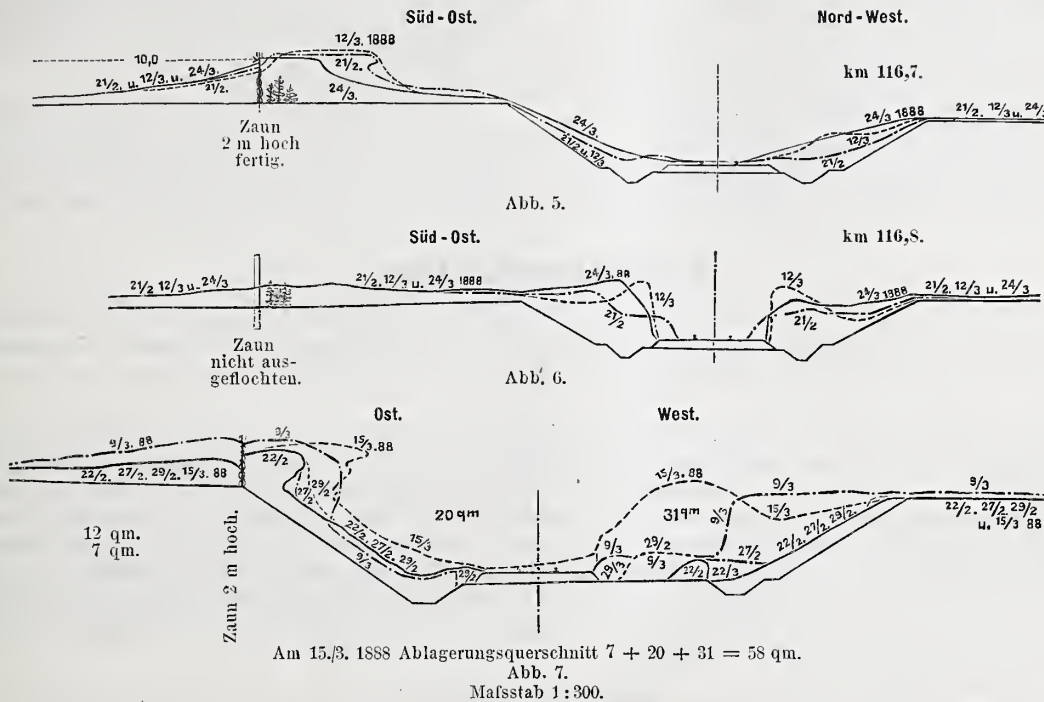 Süd-Ost.
Nord-West.
12/3. 1888
10,0
21/2.
km 116,7.
21/2. u. 12/3. u. 24/3.
21/2.
24/3.
24/3 1888
21/2. 12/3 u. 24/3
Zaun
2 m hoch
fertig.
24/3.
21/2 u. 12/3
12/3.
21/2
Abb. 5.
Süd-Ost.
km 116,8.
21/2 12/3 u. 24/3
21/2. 12/3 u. 24/3 1888
24/3. 88
12/3
21/2
12/3
24/3 1888
21/2
21/2. 12/3 u. 24/3
Zaun
nicht aus-
geflochten.
Abb. 6.
Ost.
West.
9/3. 88
9/3
15/3. 88
22/2
22/2. 27/2. 29/2. 15/3. 88
27/2
29/2
15/3. 88
9/3
9/3
9/3
15/3
22/2. 27/2. 29/2
u. 15/3 88
12 qm.
7 qm.
20 qm
31 qm
Zaun 2 m hoch.
22/2. 27/2. 29/2
15/3
9/3
29/2
9/3
29/2
9/3
29/3
27/2
22/2
22/3
22/2. 27/2. 29/2.
Am 15./3. 1888 Ablagerungsquerschnitt 7 + 20 + 31 = 58 qm.
Abb. 7.
Maſsstab 1 : 300.